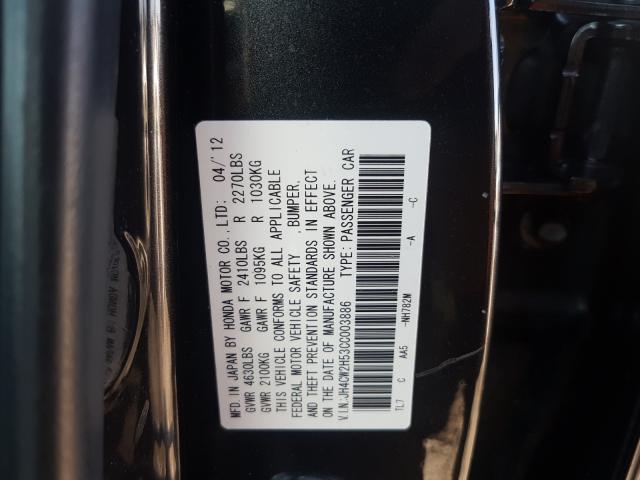 MFD. IN JAPAN BY HONDA MOTOR CO., LTD: 04/'12
GVWR 4630LBS GAWR F 2410LBS R 2270LBS
GVWR 2100KG GAWR F 1095KG R 1030KG
THIS VEHICLE CONFORMS TO ALL APPLICABLE
FEDERAL MOTOR VEHICLE SAFETY , BUMPER,
AND THEFT PREVENTION STANDARDS IN EFFECT
ON THE DATE OF MANUFACTURE SHOWN ABOVE.
V.I.N:JH4CW2H53CC003886 TYPE: PASSENGER CAR
TL7 C AA5 -NH782M -A -C